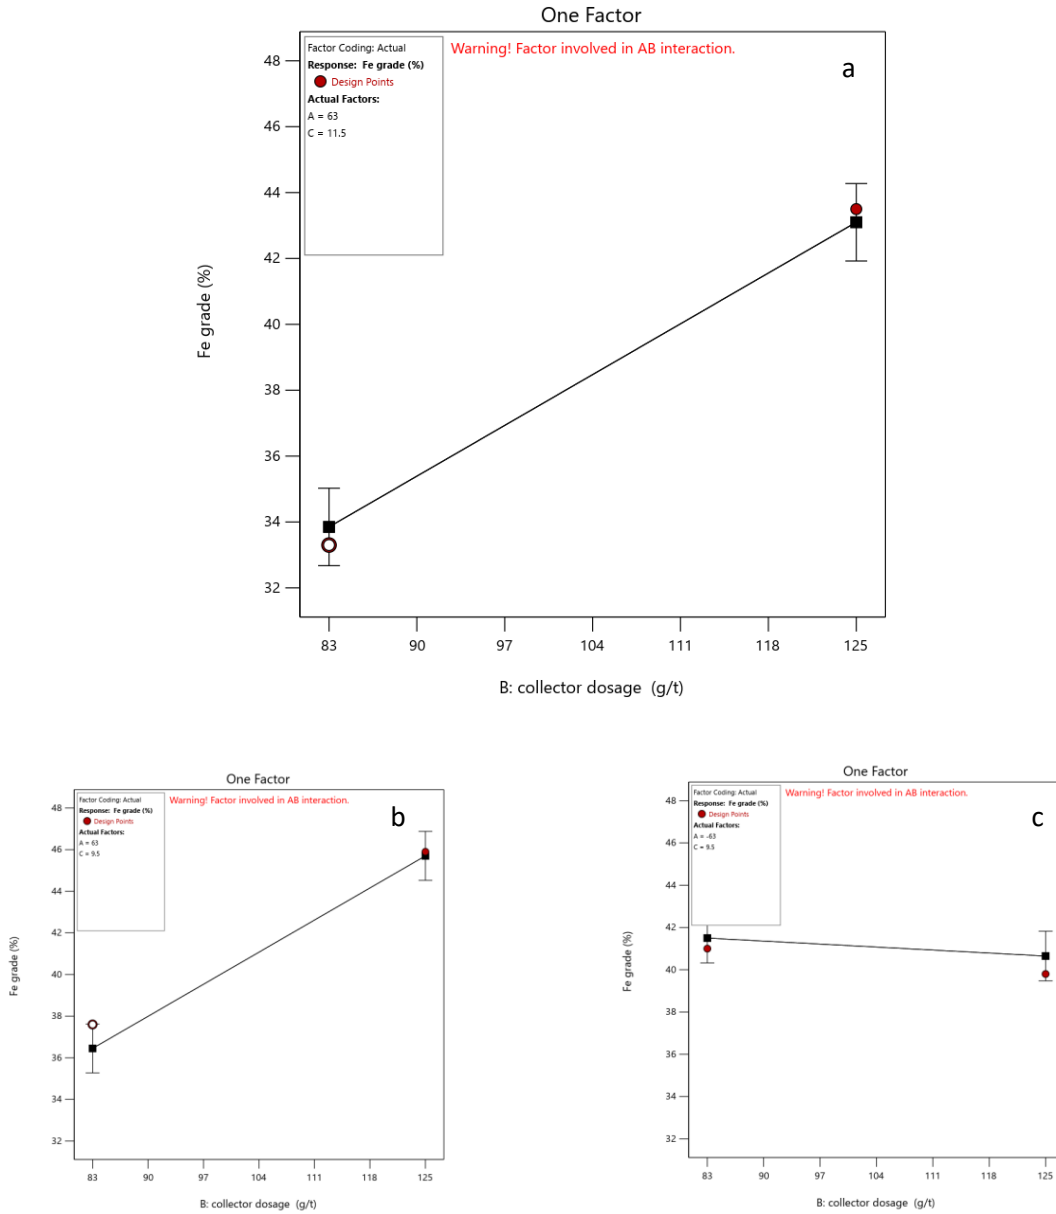 One Factor
Factor Coding: Actual
Response: Fe grade (%)
Design Points
Actual Factors:
A = 63
C = 11.5
Warning! Factor involved in AB interaction.
a
48
46
44
42
40
38
36
34
32
Fe grade (%)
83 90 97 104 111 118 125
B: collector dosage (g/t)
One Factor
Factor Coding: Actual
Response: Fe grade (%)
Design Points
Actual Factors:
A = 63
C = 9.5
Warning! Factor involved in AB interaction.
b
48
46
44
42
40
38
36
34
32
Fe grade (%)
83 90 97 104 111 118 125
B: collector dosage (g/t)
One Factor
Factor Coding: Actual
Response: Fe grade (%)
Design Points
Actual Factors:
A = -63
C = 9.5
Warning! Factor involved in AB interaction.
c
48
46
44
42
40
38
36
34
32
Fe grade (%)
83 90 97 104 111 118 125
B: collector dosage (g/t)